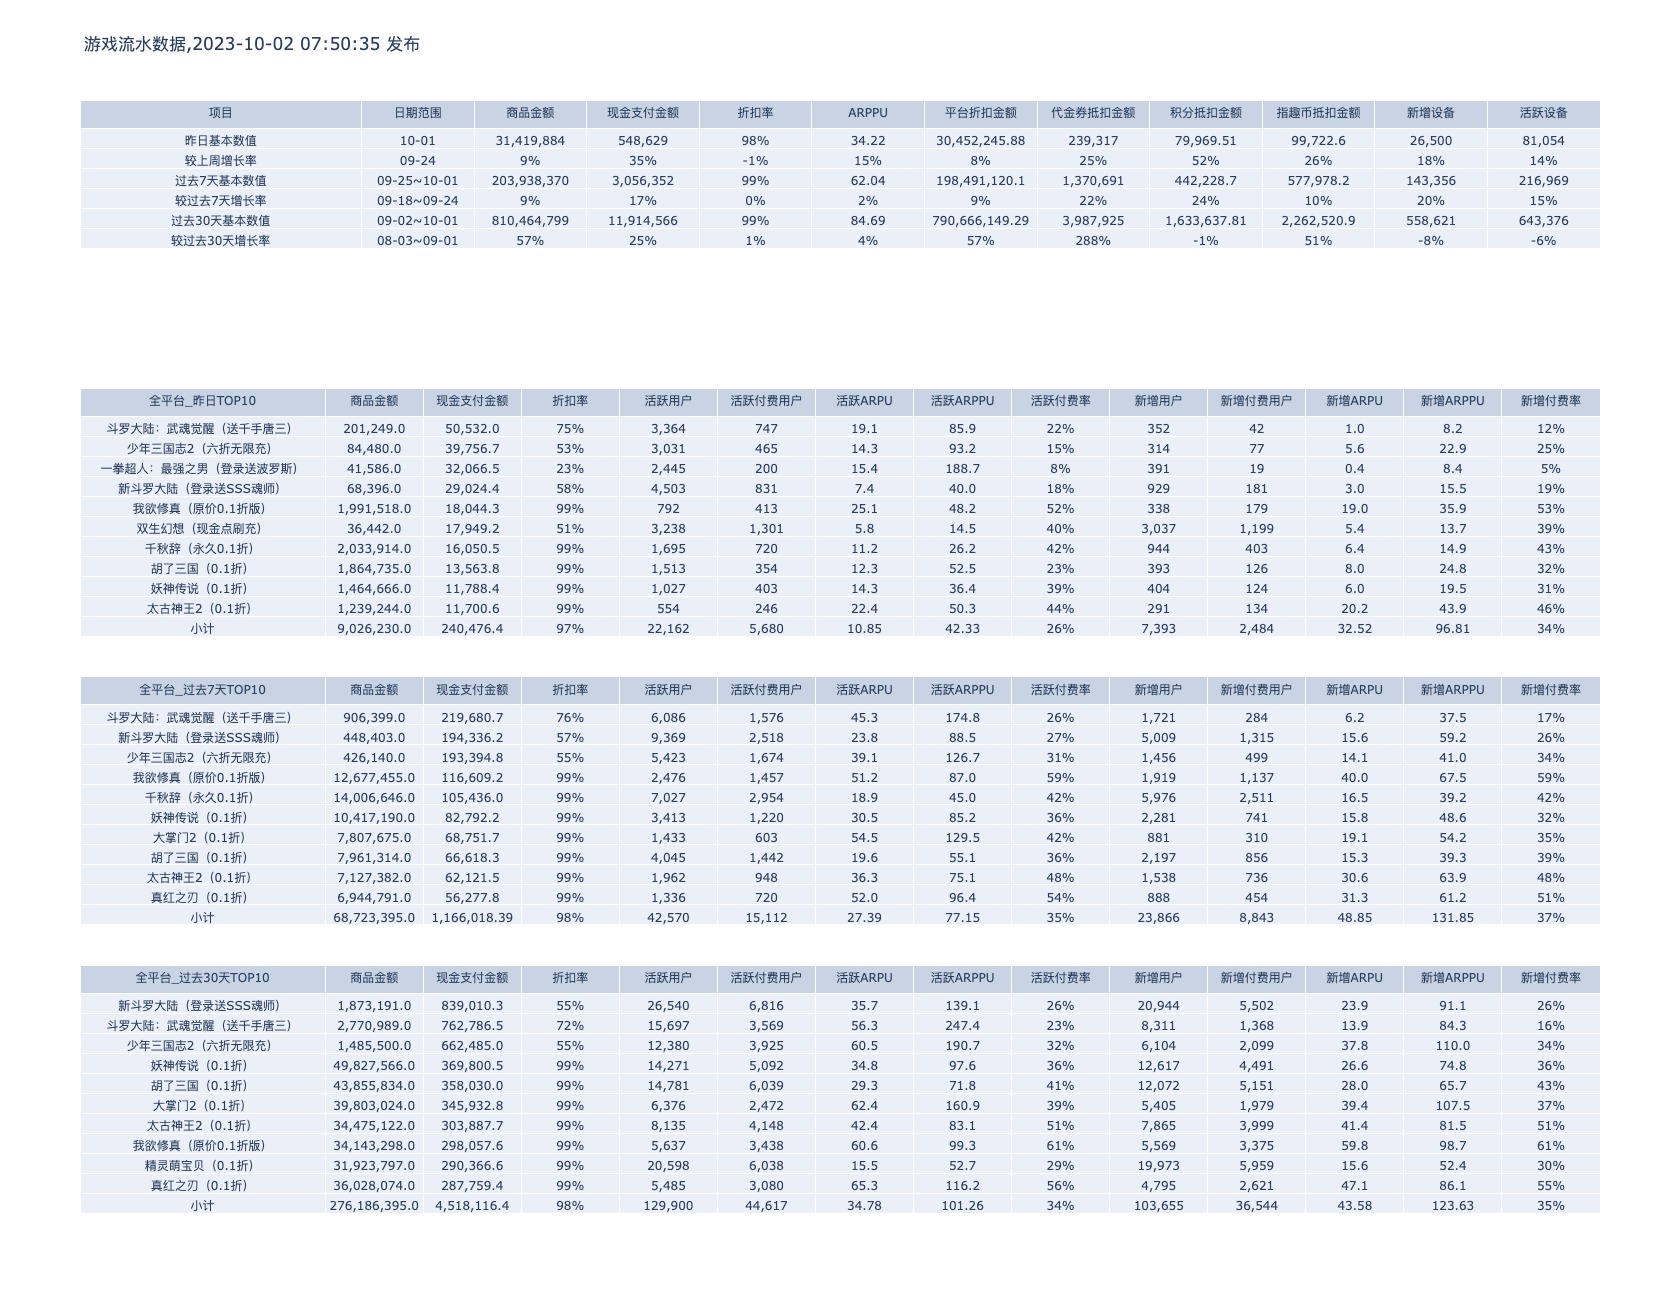 游戏流水数据,2023-10-02 07:50:35 发布
项目 日期范围 商品金额 现金支付金额 折扣率 ARPPU 平台折扣金额 代金券抵扣金额 积分抵扣金额 指趣币抵扣金额 新增设备 活跃设备
昨日基本数值 10-01 31,419,884 548,629 98% 34.22 30,452,245.88 239,317 79,969.51 99,722.6 26,500 81,054
较上周增长率 09-24 9% 35% -1% 15% 8% 25% 52% 26% 18% 14%
过去7天基本数值 09-25~10-01 203,938,370 3,056,352 99% 62.04 198,491,120.1 1,370,691 442,228.7 577,978.2 143,356 216,969
较过去7天增长率 09-18~09-24 9% 17% 0% 2% 9% 22% 24% 10% 20% 15%
过去30天基本数值 09-02~10-01 810,464,799 11,914,566 99% 84.69 790,666,149.29 3,987,925 1,633,637.81 2,262,520.9 558,621 643,376
较过去30天增长率 08-03~09-01 57% 25% 1% 4% 57% 288% -1% 51% -8% -6%
全平台_昨日TOP10 商品金额 现金支付金额 折扣率 活跃用户 活跃付费用户 活跃ARPU 活跃ARPPU 活跃付费率 新增用户 新增付费用户 新增ARPU 新增ARPPU 新增付费率
斗罗大陆：武魂觉醒（送千手唐三） 201,249.0 50,532.0 75% 3,364 747 19.1 85.9 22% 352 42 1.0 8.2 12%
少年三国志2（六折无限充） 84,480.0 39,756.7 53% 3,031 465 14.3 93.2 15% 314 77 5.6 22.9 25%
一拳超人：最强之男（登录送波罗斯） 41,586.0 32,066.5 23% 2,445 200 15.4 188.7 8% 391 19 0.4 8.4 5%
新斗罗大陆（登录送SSS魂师） 68,396.0 29,024.4 58% 4,503 831 7.4 40.0 18% 929 181 3.0 15.5 19%
我欲修真（原价0.1折版） 1,991,518.0 18,044.3 99% 792 413 25.1 48.2 52% 338 179 19.0 35.9 53%
双生幻想（现金点刷充） 36,442.0 17,949.2 51% 3,238 1,301 5.8 14.5 40% 3,037 1,199 5.4 13.7 39%
千秋辞（永久0.1折） 2,033,914.0 16,050.5 99% 1,695 720 11.2 26.2 42% 944 403 6.4 14.9 43%
胡了三国（0.1折） 1,864,735.0 13,563.8 99% 1,513 354 12.3 52.5 23% 393 126 8.0 24.8 32%
妖神传说（0.1折） 1,464,666.0 11,788.4 99% 1,027 403 14.3 36.4 39% 404 124 6.0 19.5 31%
太古神王2（0.1折） 1,239,244.0 11,700.6 99% 554 246 22.4 50.3 44% 291 134 20.2 43.9 46%
小计 9,026,230.0 240,476.4 97% 22,162 5,680 10.85 42.33 26% 7,393 2,484 32.52 96.81 34%
全平台_过去7天TOP10 商品金额 现金支付金额 折扣率 活跃用户 活跃付费用户 活跃ARPU 活跃ARPPU 活跃付费率 新增用户 新增付费用户 新增ARPU 新增ARPPU 新增付费率
斗罗大陆：武魂觉醒（送千手唐三） 906,399.0 219,680.7 76% 6,086 1,576 45.3 174.8 26% 1,721 284 6.2 37.5 17%
新斗罗大陆（登录送SSS魂师） 448,403.0 194,336.2 57% 9,369 2,518 23.8 88.5 27% 5,009 1,315 15.6 59.2 26%
少年三国志2（六折无限充） 426,140.0 193,394.8 55% 5,423 1,674 39.1 126.7 31% 1,456 499 14.1 41.0 34%
我欲修真（原价0.1折版） 12,677,455.0 116,609.2 99% 2,476 1,457 51.2 87.0 59% 1,919 1,137 40.0 67.5 59%
千秋辞（永久0.1折） 14,006,646.0 105,436.0 99% 7,027 2,954 18.9 45.0 42% 5,976 2,511 16.5 39.2 42%
妖神传说（0.1折） 10,417,190.0 82,792.2 99% 3,413 1,220 30.5 85.2 36% 2,281 741 15.8 48.6 32%
大掌门2（0.1折） 7,807,675.0 68,751.7 99% 1,433 603 54.5 129.5 42% 881 310 19.1 54.2 35%
胡了三国（0.1折） 7,961,314.0 66,618.3 99% 4,045 1,442 19.6 55.1 36% 2,197 856 15.3 39.3 39%
太古神王2（0.1折） 7,127,382.0 62,121.5 99% 1,962 948 36.3 75.1 48% 1,538 736 30.6 63.9 48%
真红之刃（0.1折） 6,944,791.0 56,277.8 99% 1,336 720 52.0 96.4 54% 888 454 31.3 61.2 51%
小计 68,723,395.0 1,166,018.39 98% 42,570 15,112 27.39 77.15 35% 23,866 8,843 48.85 131.85 37%
全平台_过去30天TOP10 商品金额 现金支付金额 折扣率 活跃用户 活跃付费用户 活跃ARPU 活跃ARPPU 活跃付费率 新增用户 新增付费用户 新增ARPU 新增ARPPU 新增付费率
新斗罗大陆（登录送SSS魂师） 1,873,191.0 839,010.3 55% 26,540 6,816 35.7 139.1 26% 20,944 5,502 23.9 91.1 26%
斗罗大陆：武魂觉醒（送千手唐三） 2,770,989.0 762,786.5 72% 15,697 3,569 56.3 247.4 23% 8,311 1,368 13.9 84.3 16%
少年三国志2（六折无限充） 1,485,500.0 662,485.0 55% 12,380 3,925 60.5 190.7 32% 6,104 2,099 37.8 110.0 34%
妖神传说（0.1折） 49,827,566.0 369,800.5 99% 14,271 5,092 34.8 97.6 36% 12,617 4,491 26.6 74.8 36%
胡了三国（0.1折） 43,855,834.0 358,030.0 99% 14,781 6,039 29.3 71.8 41% 12,072 5,151 28.0 65.7 43%
大掌门2（0.1折） 39,803,024.0 345,932.8 99% 6,376 2,472 62.4 160.9 39% 5,405 1,979 39.4 107.5 37%
太古神王2（0.1折） 34,475,122.0 303,887.7 99% 8,135 4,148 42.4 83.1 51% 7,865 3,999 41.4 81.5 51%
我欲修真（原价0.1折版） 34,143,298.0 298,057.6 99% 5,637 3,438 60.6 99.3 61% 5,569 3,375 59.8 98.7 61%
精灵萌宝贝（0.1折） 31,923,797.0 290,366.6 99% 20,598 6,038 15.5 52.7 29% 19,973 5,959 15.6 52.4 30%
真红之刃（0.1折） 36,028,074.0 287,759.4 99% 5,485 3,080 65.3 116.2 56% 4,795 2,621 47.1 86.1 55%
小计 276,186,395.0 4,518,116.4 98% 129,900 44,617 34.78 101.26 34% 103,655 36,544 43.58 123.63 35%